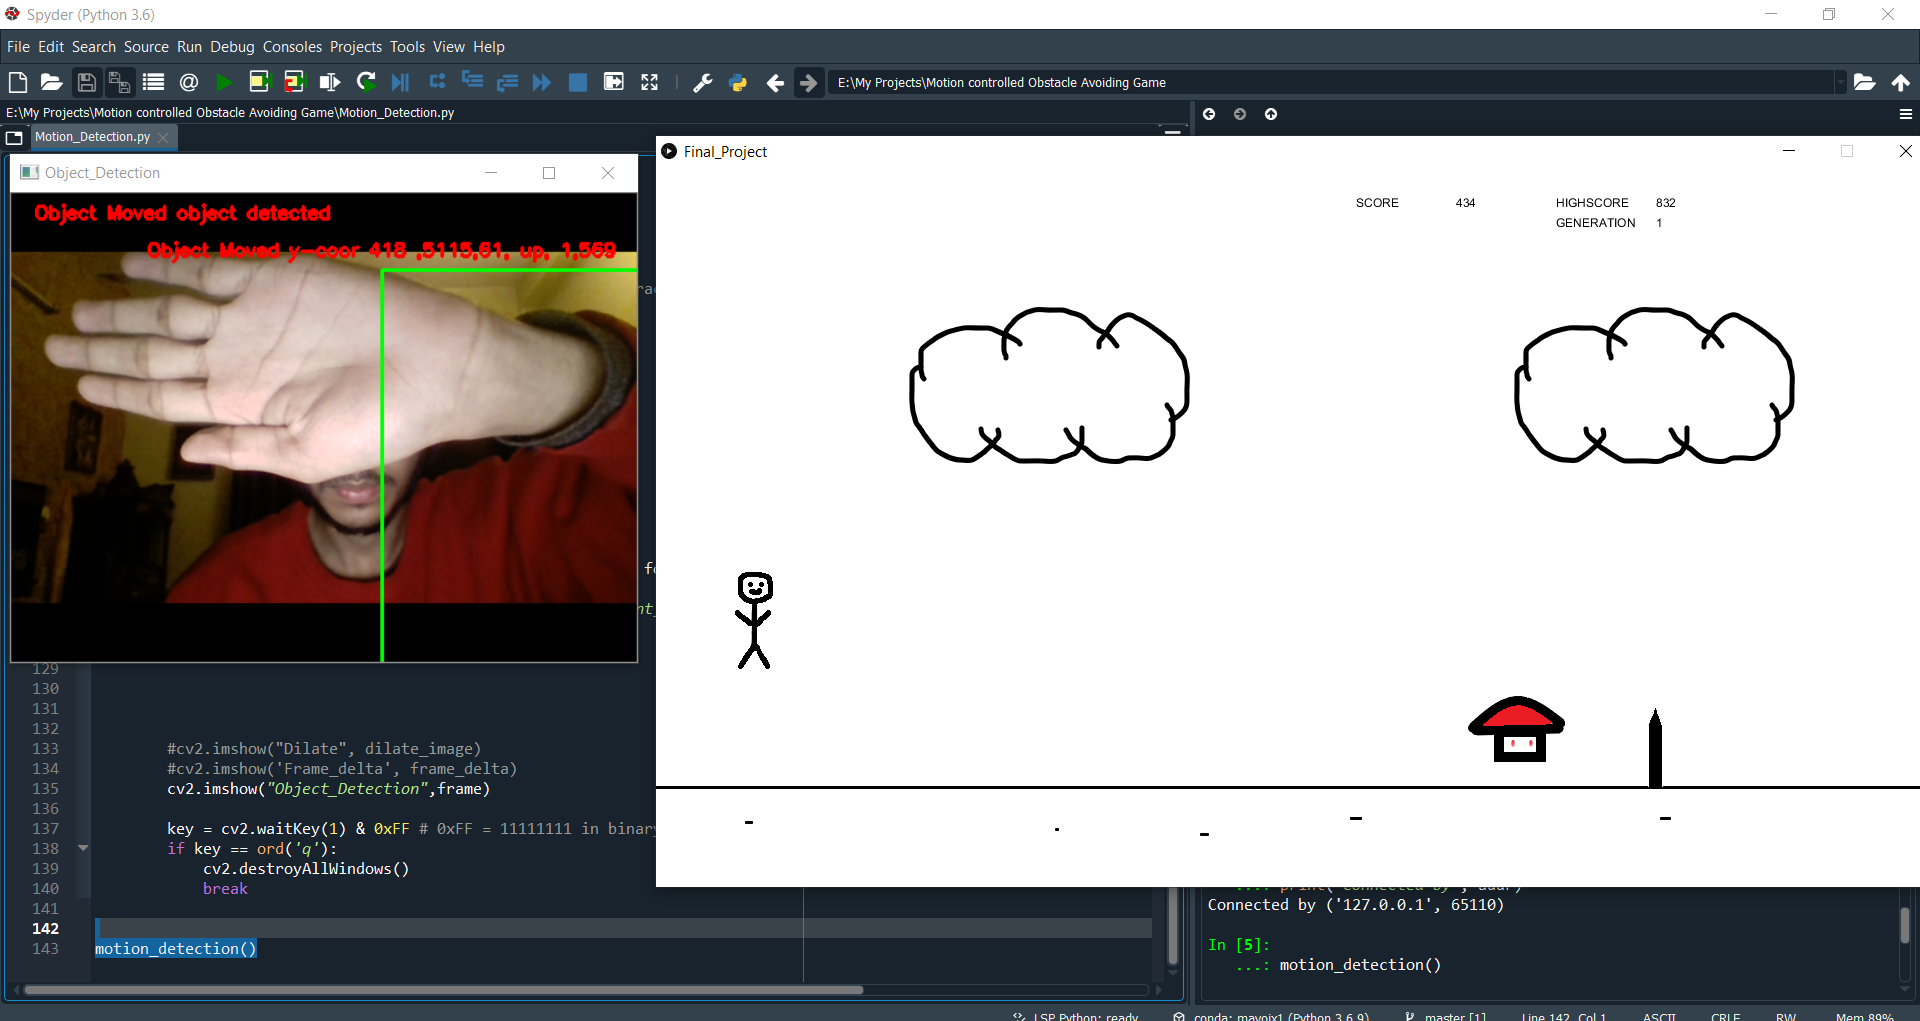 Spyder (Python 3.6)
File Edit Search Source Run Debug Consoles Projects Tools View Help
E:\My Projects\Motion controlled Obstacle Avoiding Game
E:\My Projects\Motion controlled Obstacle Avoiding Game\Motion_Detection.py
Motion_Detection.py
Object_Detection
Object Moved object detected
Object Moved y-coor 418 ,5115,61, up, 1,569
Final_Project
SCORE 434 HIGHSCORE 832
GENERATION 1
129
130
131
132
133 #cv2.imshow("Dilate", dilate_image)
134 #cv2.imshow('Frame_delta', frame_delta)
135 cv2.imshow("Object_Detection",frame)
136
137 key = cv2.waitKey(1) & 0xFF # 0xFF = 11111111 in binary
138 if key == ord('q'):
139 cv2.destroyAllWindows()
140 break
141
142
143 motion_detection()
Connected by ('127.0.0.1', 65110)
In [5]:
...: motion_detection()
LSP Python: ready conda: mayoix1 (Python 3.6.9) master [1] Line 142, Col 1 ASCII CRLF RW Mem 89%